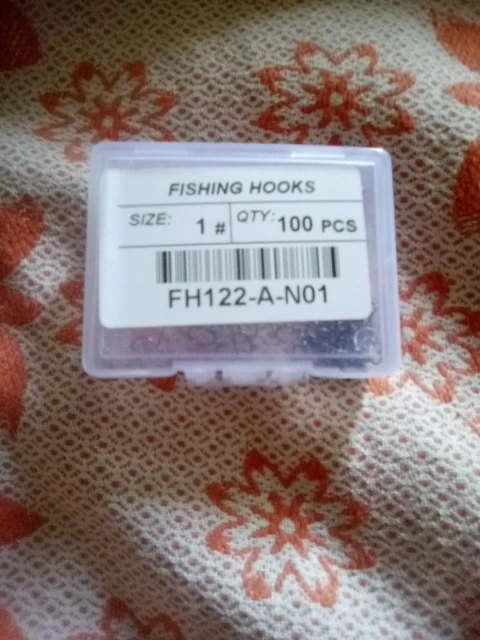 FISHING HOOKS
SIZE: 1 # QTY: 100 PCS
FH122-A-N01